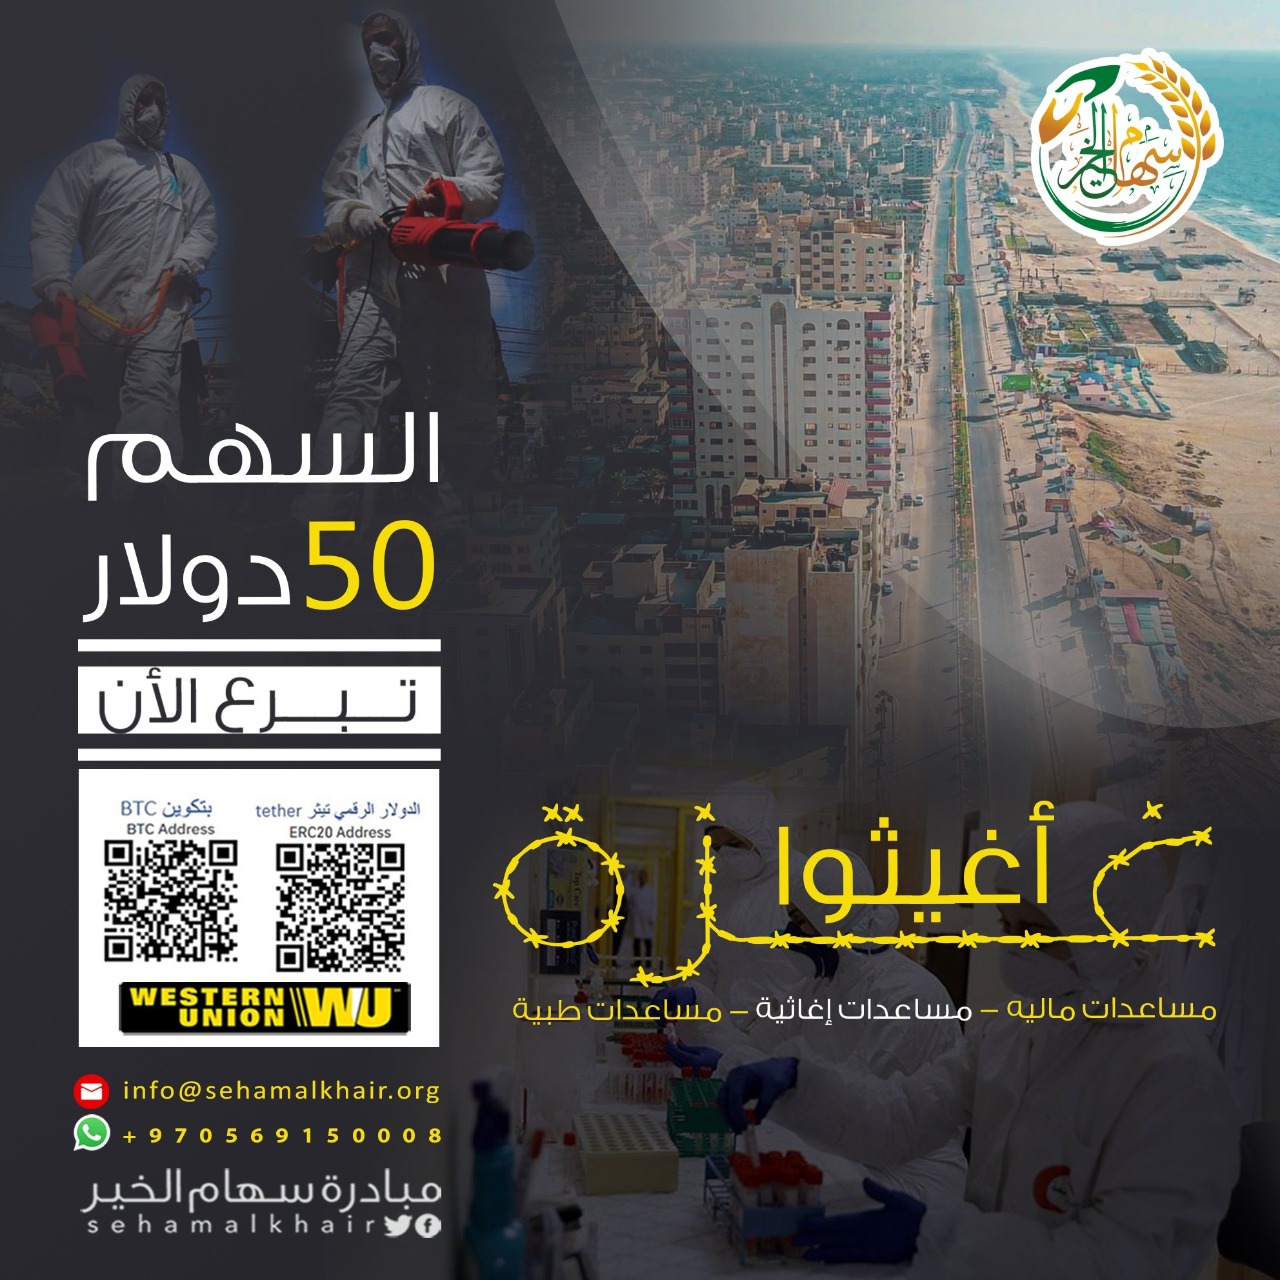 سهام الخير
السهم
50 دولار
تبرع الأن
بتكوين BTC
BTC Address
الدولار الرقمي تيثر tether
ERC20 Address
WESTERN UNION WU
أغيثوا
غزة
مساعدات ماليه – مساعدات إغاثية – مساعدات طبية
info@sehamalkhair.org
+970569150008
مبادرة سهام الخير
sehamalkhair